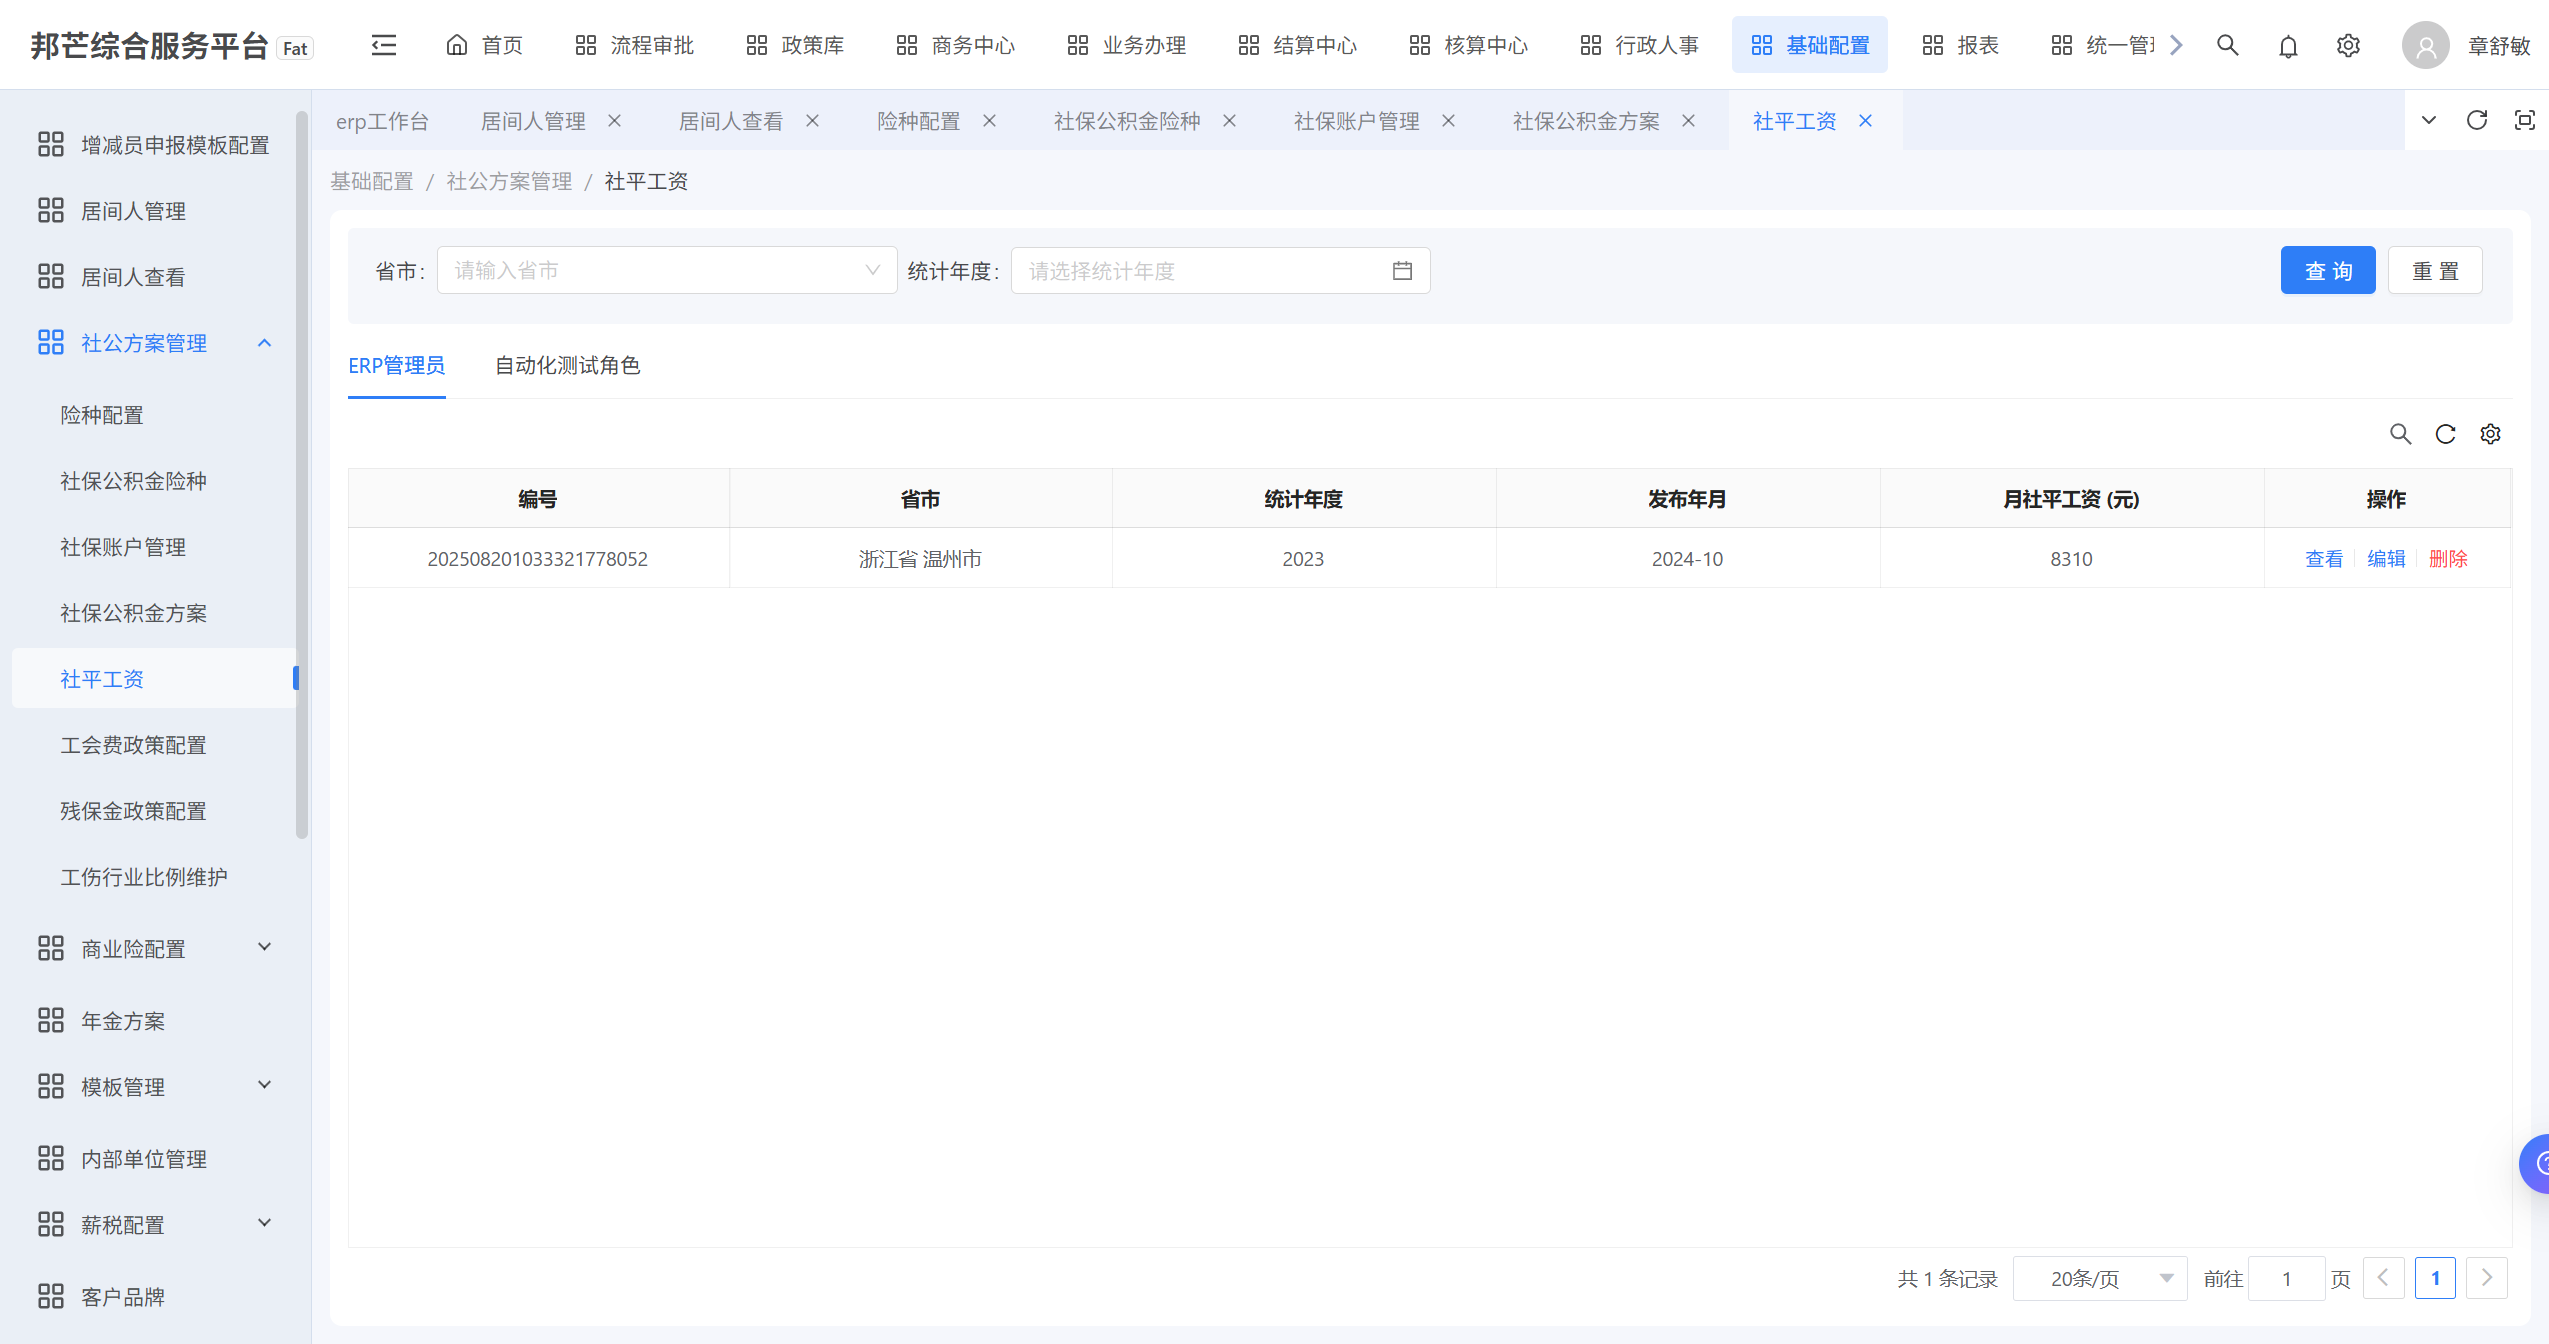 邦芒综合服务平台 Fat
首页 流程审批 政策库 商务中心 业务办理 结算中心 核算中心 行政人事 基础配置 报表 统一管 章舒敏
erp工作台 居间人管理 居间人查看 险种配置 社保公积金险种 社保账户管理 社保公积金方案 社平工资
增减员申报模板配置
居间人管理
居间人查看
社公方案管理
险种配置
社保公积金险种
社保账户管理
社保公积金方案
社平工资
工会费政策配置
残保金政策配置
工伤行业比例维护
商业险配置
年金方案
模板管理
内部单位管理
薪税配置
客户品牌
基础配置 / 社公方案管理 / 社平工资
省市: 请输入省市 统计年度: 请选择统计年度 查 询 重 置
ERP管理员 自动化测试角色
编号 省市 统计年度 发布年月 月社平工资 (元) 操作
202508201033321778052 浙江省 温州市 2023 2024-10 8310 查看 编辑 删除
共 1 条记录 20条/页 前往 1 页 1